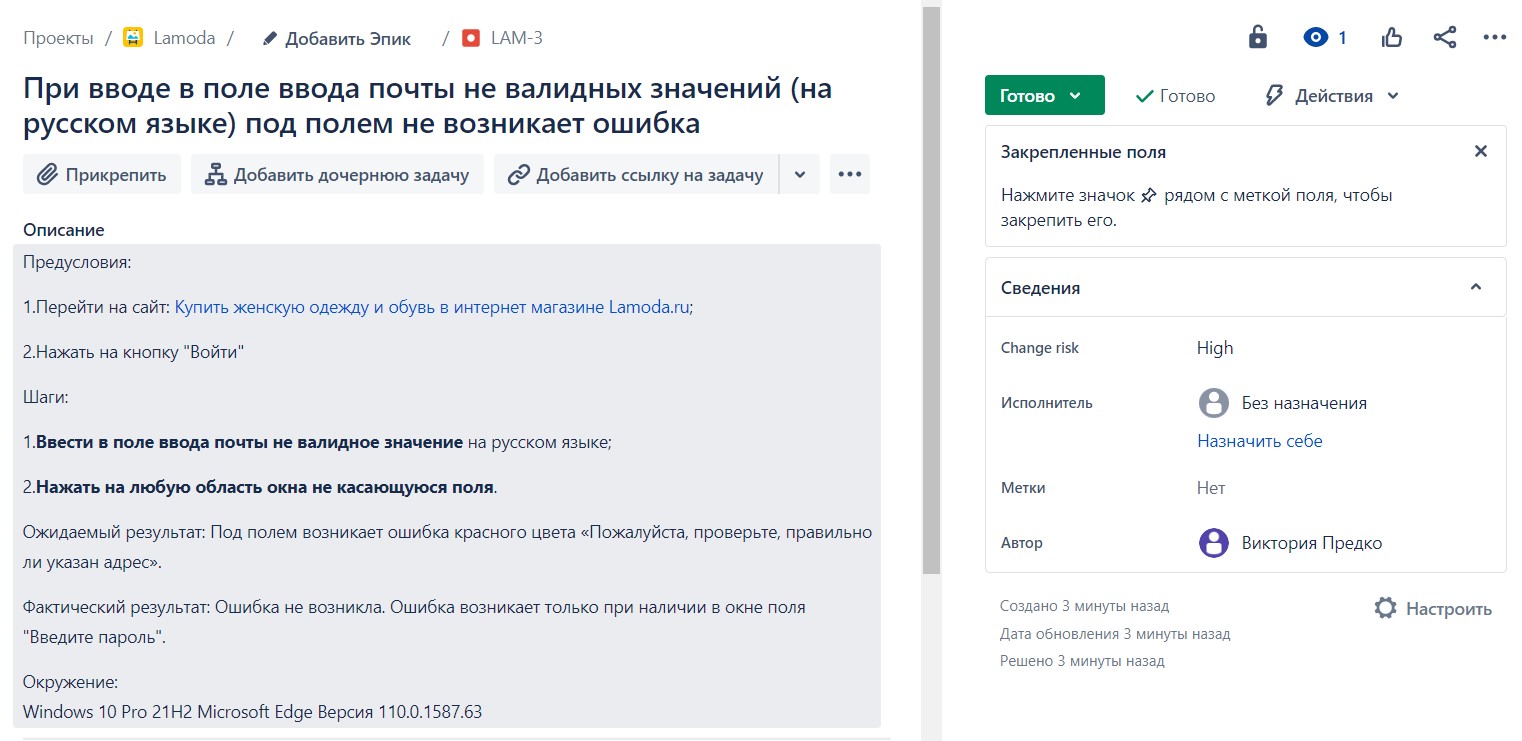 Проекты / Lamoda / Добавить Эпик / LAM-3
При вводе в поле ввода почты не валидных значений (на
русском языке) под полем не возникает ошибка
Прикрепить Добавить дочернюю задачу Добавить ссылку на задачу
Описание
Предусловия:
1.Перейти на сайт: Купить женскую одежду и обувь в интернет магазине Lamoda.ru;
2.Нажать на кнопку "Войти"
Шаги:
1.Ввести в поле ввода почты не валидное значение на русском языке;
2.Нажать на любую область окна не касающуюся поля.
Ожидаемый результат: Под полем возникает ошибка красного цвета «Пожалуйста, проверьте, правильно
ли указан адрес».
Фактический результат: Ошибка не возникла. Ошибка возникает только при наличии в окне поля
"Введите пароль".
Окружение:
Windows 10 Pro 21H2 Microsoft Edge Версия 110.0.1587.63
1
Готово Готово Действия
Закрепленные поля
Нажмите значок рядом с меткой поля, чтобы
закрепить его.
Сведения
Change risk High
Исполнитель Без назначения
Назначить себе
Метки Нет
Автор Виктория Предко
Создано 3 минуты назад
Дата обновления 3 минуты назад
Решено 3 минуты назад
Настроить